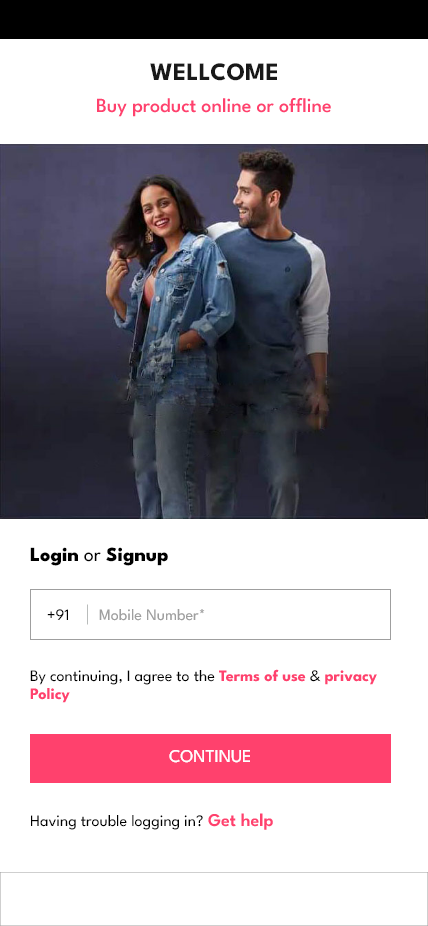 WELLCOME
Buy product online or offline
Login or Signup
+91 Mobile Number*
By continuing, I agree to the Terms of use & privacy
Policy
CONTINUE
Having trouble logging in? Get help